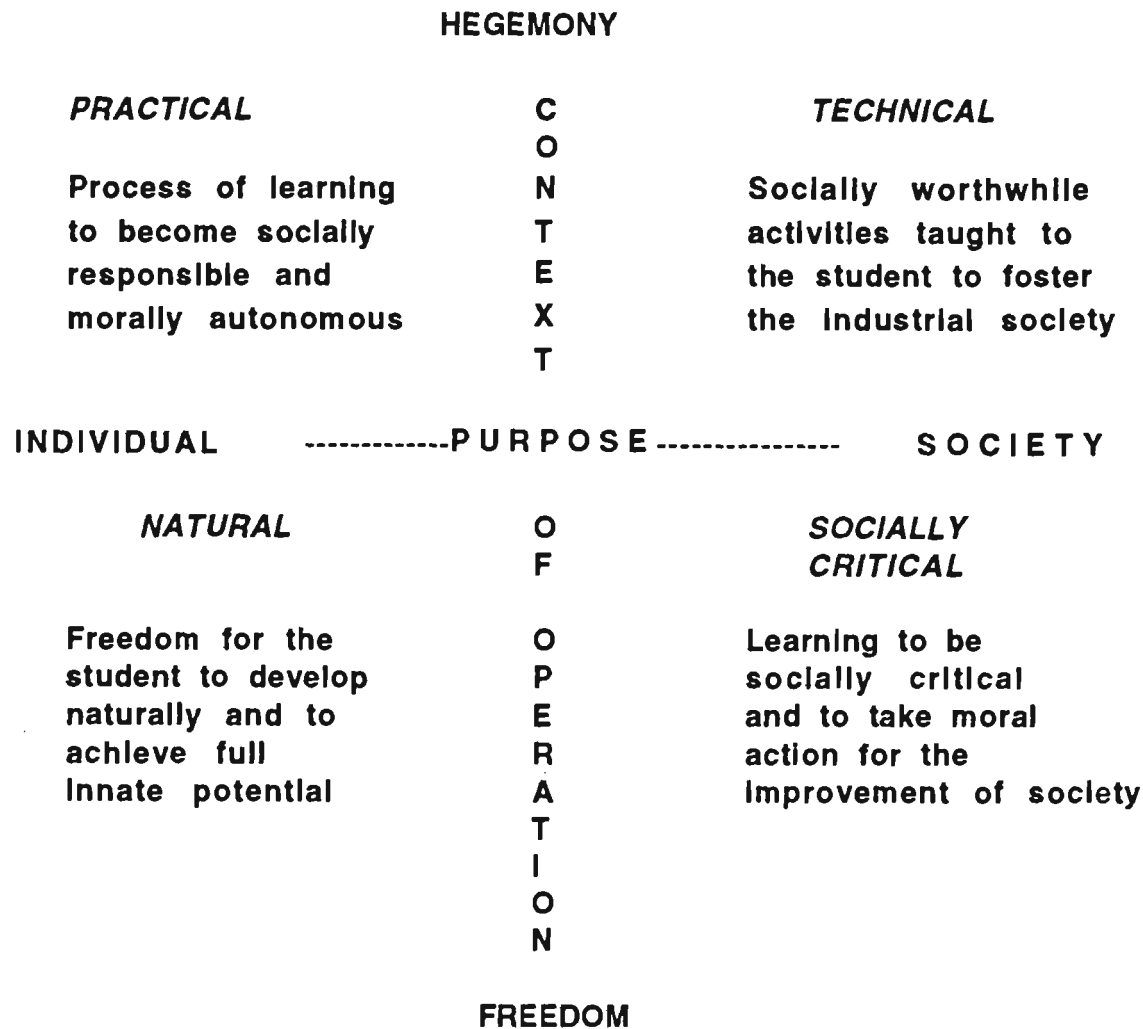 HEGEMONY
PRACTICAL
Process of learning
to become socially
responsible and
morally autonomous
C
O
N
T
E
X
T
TECHNICAL
Socially worthwhile
activities taught to
the student to foster
the industrial society
INDIVIDUAL -------------PURPOSE---------------- SOCIETY
NATURAL
Freedom for the
student to develop
naturally and to
achieve full
innate potential
O
F
O
P
E
R
A
T
I
O
N
SOCIALLY
CRITICAL
Learning to be
socially critical
and to take moral
action for the
improvement of society
FREEDOM